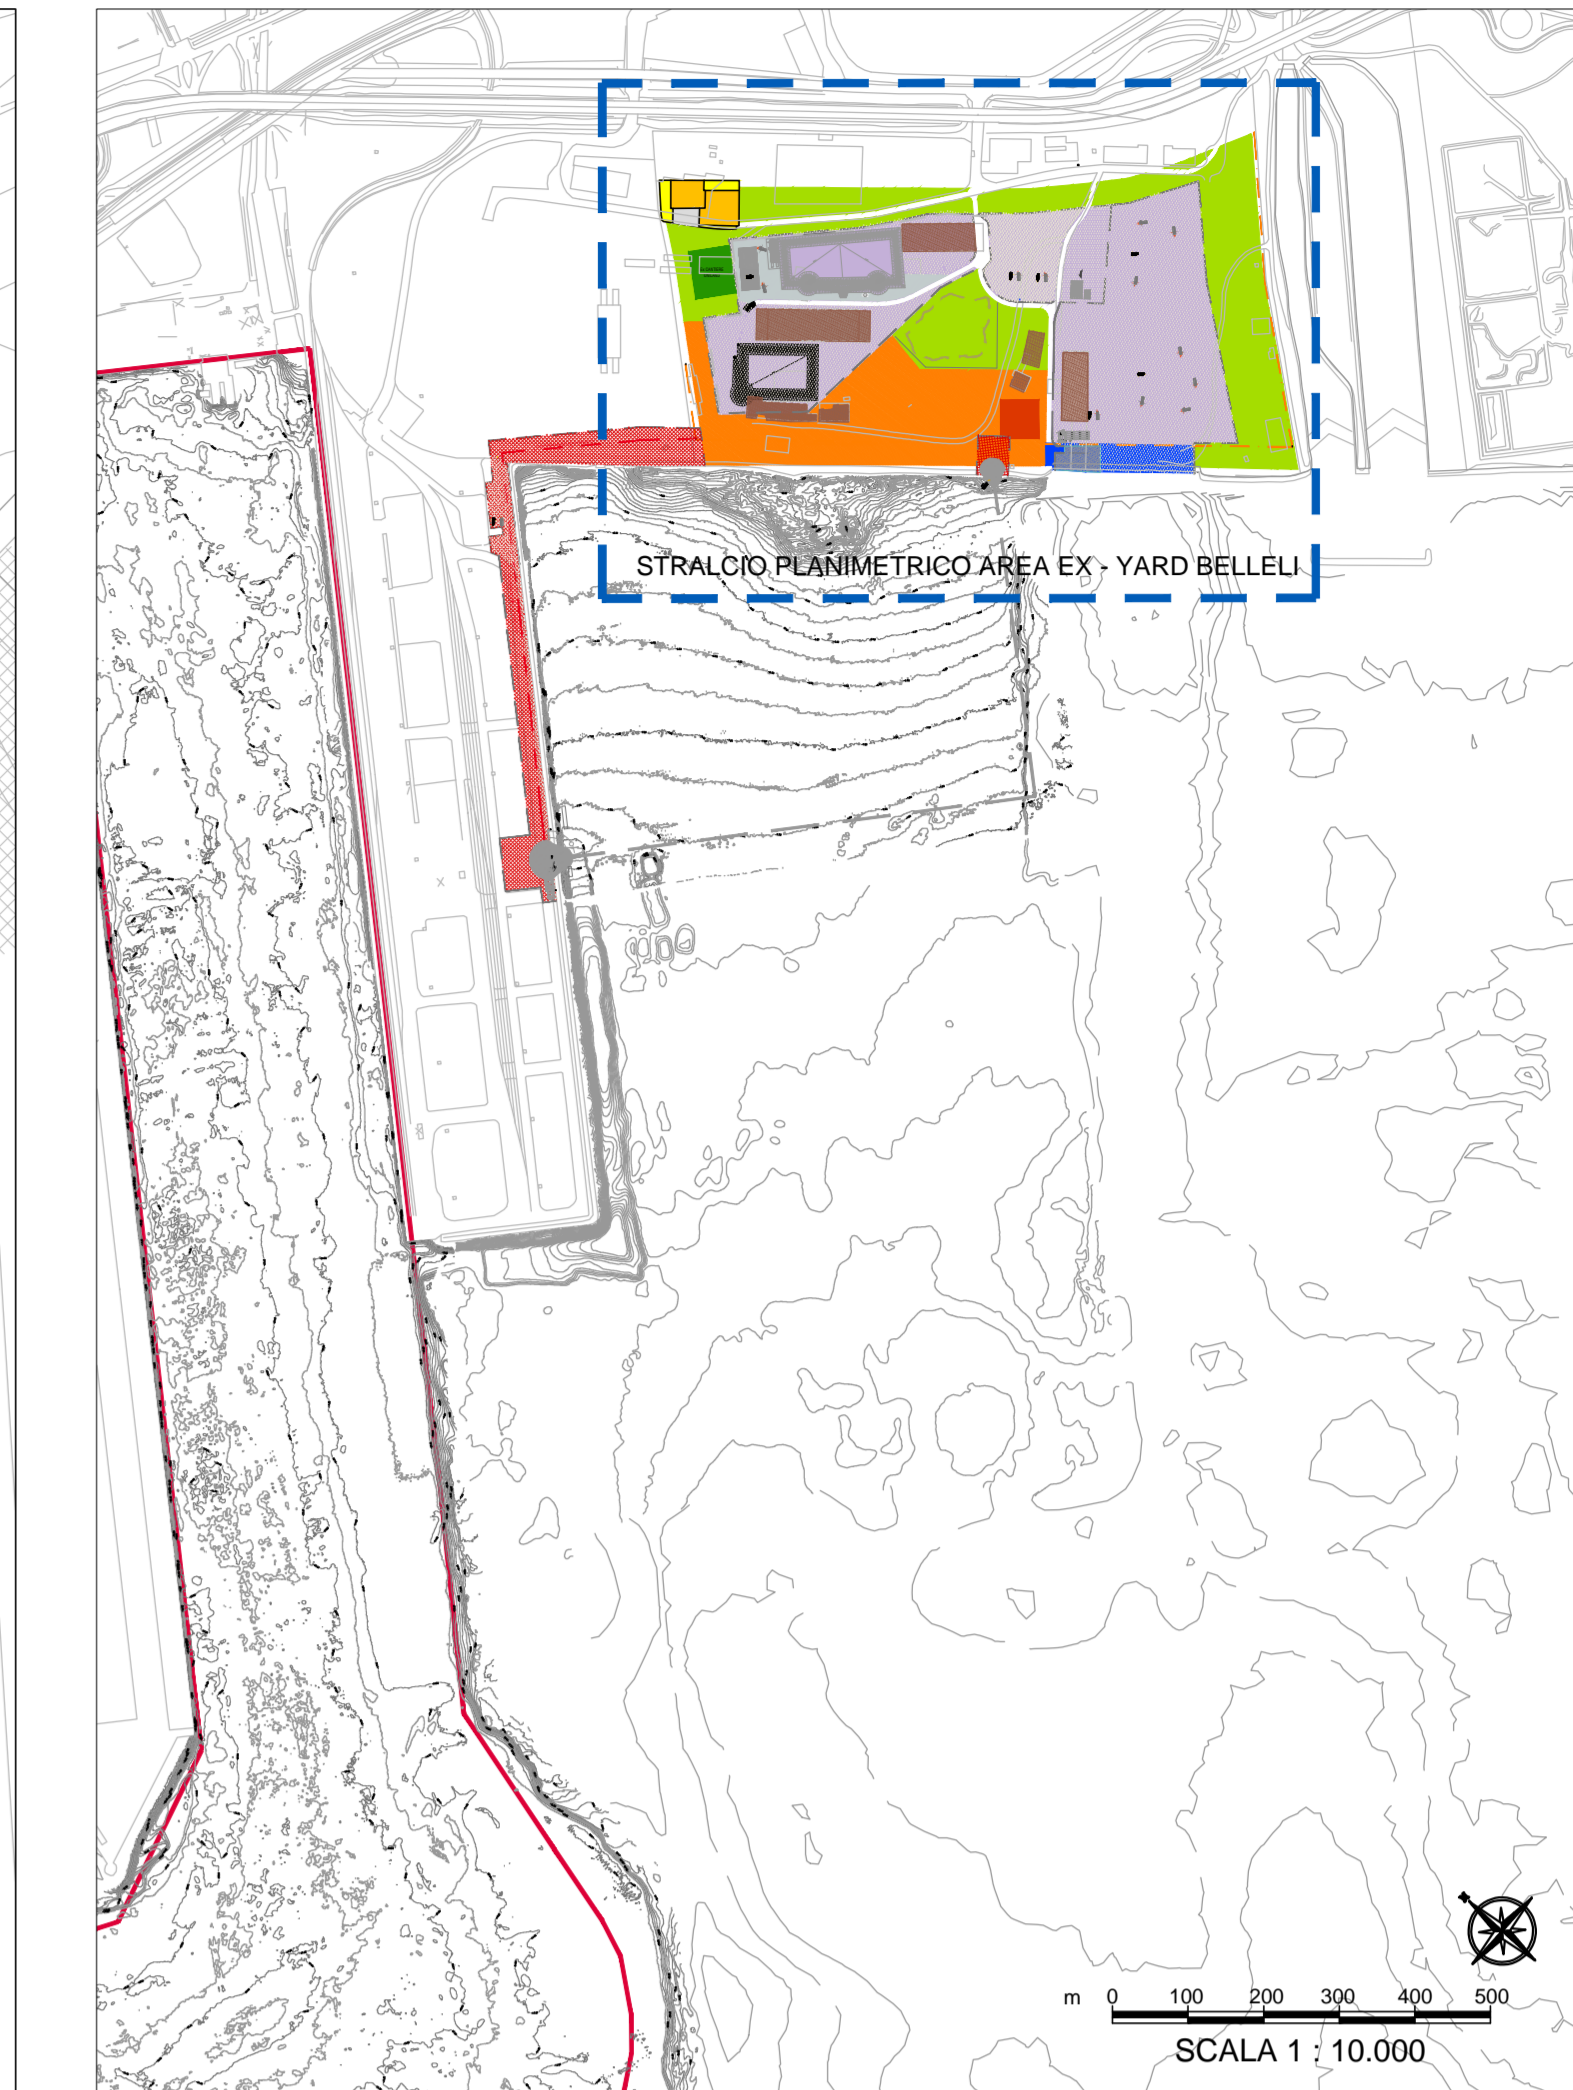 STRALCIO PLANIMETRICO AREA EX - YARD BELLELI
m 0 100 200 300 400 500
SCALA 1 : 10.000